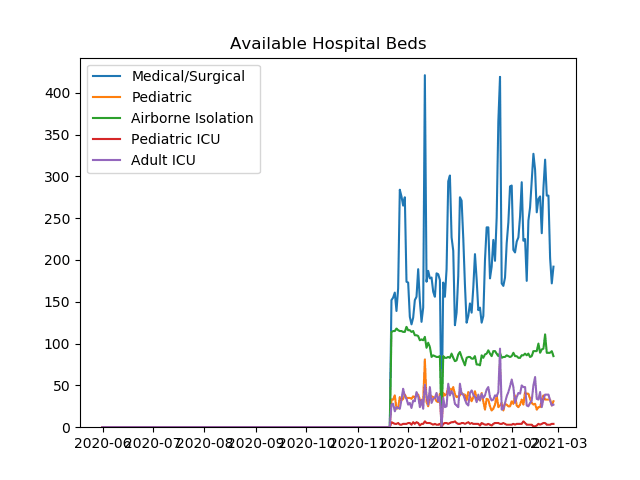 Available Hospital Beds
Medical/Surgical
Pediatric
Airborne Isolation
Pediatric ICU
Adult ICU
400
350
300
250
200
150
100
50
0
2020-06 2020-07 2020-08 2020-09 2020-10 2020-11 2020-12 2021-01 2021-02 2021-03